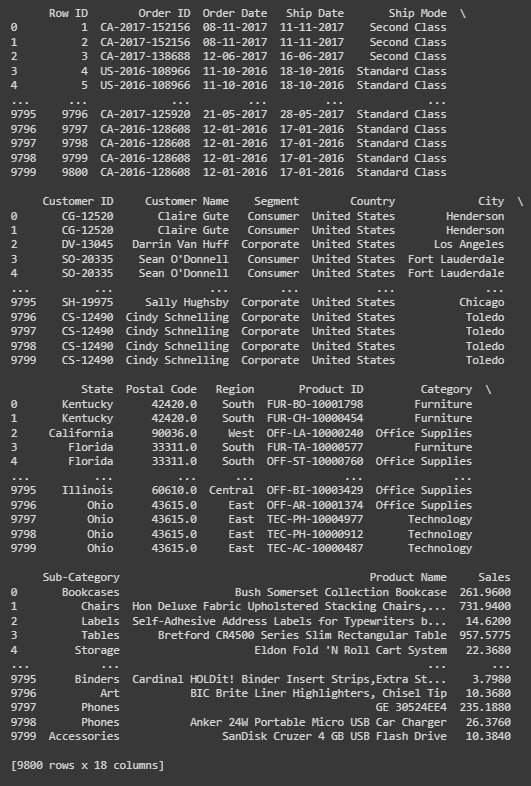 Row ID Order ID Order Date Ship Date Ship Mode \
0 1 CA-2017-152156 08-11-2017 11-11-2017 Second Class
1 2 CA-2017-152156 08-11-2017 11-11-2017 Second Class
2 3 CA-2017-138688 12-06-2017 16-06-2017 Second Class
3 4 US-2016-108966 11-10-2016 18-10-2016 Standard Class
4 5 US-2016-108966 11-10-2016 18-10-2016 Standard Class
... ... ... ... ... ...
9795 9796 CA-2017-125920 21-05-2017 28-05-2017 Standard Class
9796 9797 CA-2016-128608 12-01-2016 17-01-2016 Standard Class
9797 9798 CA-2016-128608 12-01-2016 17-01-2016 Standard Class
9798 9799 CA-2016-128608 12-01-2016 17-01-2016 Standard Class
9799 9800 CA-2016-128608 12-01-2016 17-01-2016 Standard Class
Customer ID Customer Name Segment Country City \
0 CG-12520 Claire Gute Consumer United States Henderson
1 CG-12520 Claire Gute Consumer United States Henderson
2 DV-13045 Darrin Van Huff Corporate United States Los Angeles
3 SO-20335 Sean O'Donnell Consumer United States Fort Lauderdale
4 SO-20335 Sean O'Donnell Consumer United States Fort Lauderdale
... ... ... ... ... ...
9795 SH-19975 Sally Hughsby Corporate United States Chicago
9796 CS-12490 Cindy Schnelling Corporate United States Toledo
9797 CS-12490 Cindy Schnelling Corporate United States Toledo
9798 CS-12490 Cindy Schnelling Corporate United States Toledo
9799 CS-12490 Cindy Schnelling Corporate United States Toledo
State Postal Code Region Product ID Category \
0 Kentucky 42420.0 South FUR-BO-10001798 Furniture
1 Kentucky 42420.0 South FUR-CH-10000454 Furniture
2 California 90036.0 West OFF-LA-10000240 Office Supplies
3 Florida 33311.0 South FUR-TA-10000577 Furniture
4 Florida 33311.0 South OFF-ST-10000760 Office Supplies
... ... ... ... ... ...
9795 Illinois 60610.0 Central OFF-BI-10003429 Office Supplies
9796 Ohio 43615.0 East OFF-AR-10001374 Office Supplies
9797 Ohio 43615.0 East TEC-PH-10004977 Technology
9798 Ohio 43615.0 East TEC-PH-10000912 Technology
9799 Ohio 43615.0 East TEC-AC-10000487 Technology
Sub-Category Product Name Sales
0 Bookcases Bush Somerset Collection Bookcase 261.9600
1 Chairs Hon Deluxe Fabric Upholstered Stacking Chairs,... 731.9400
2 Labels Self-Adhesive Address Labels for Typewriters b... 14.6200
3 Tables Bretford CR4500 Series Slim Rectangular Table 957.5775
4 Storage Eldon Fold 'N Roll Cart System 22.3680
... ... ... ...
9795 Binders Cardinal HOLDit! Binder Insert Strips,Extra St... 3.7980
9796 Art BIC Brite Liner Highlighters, Chisel Tip 10.3680
9797 Phones GE 30524EE4 235.1880
9798 Phones Anker 24W Portable Micro USB Car Charger 26.3760
9799 Accessories SanDisk Cruzer 4 GB USB Flash Drive 10.3840
[9800 rows x 18 columns]